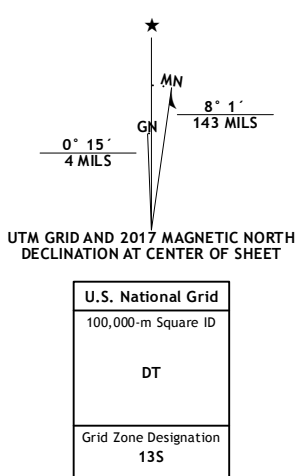 ★
MN
GN
8° 1´
143 MILS
0° 15´
4 MILS
UTM GRID AND 2017 MAGNETIC NORTH
DECLINATION AT CENTER OF SHEET
U.S. National Grid
100,000-m Square ID
DT
Grid Zone Designation
13S